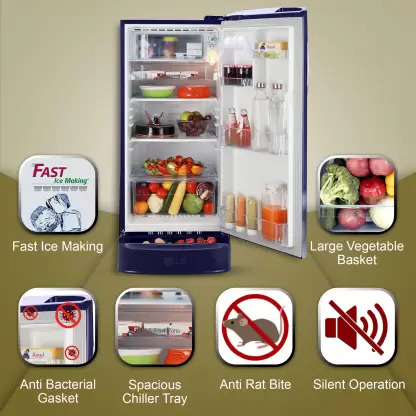 FAST
Ice Making
Fast Ice Making
Large Vegetable
Basket
LG
Anti Bacterial
Gasket
Spacious
Chiller Tray
Anti Rat Bite
Silent Operation